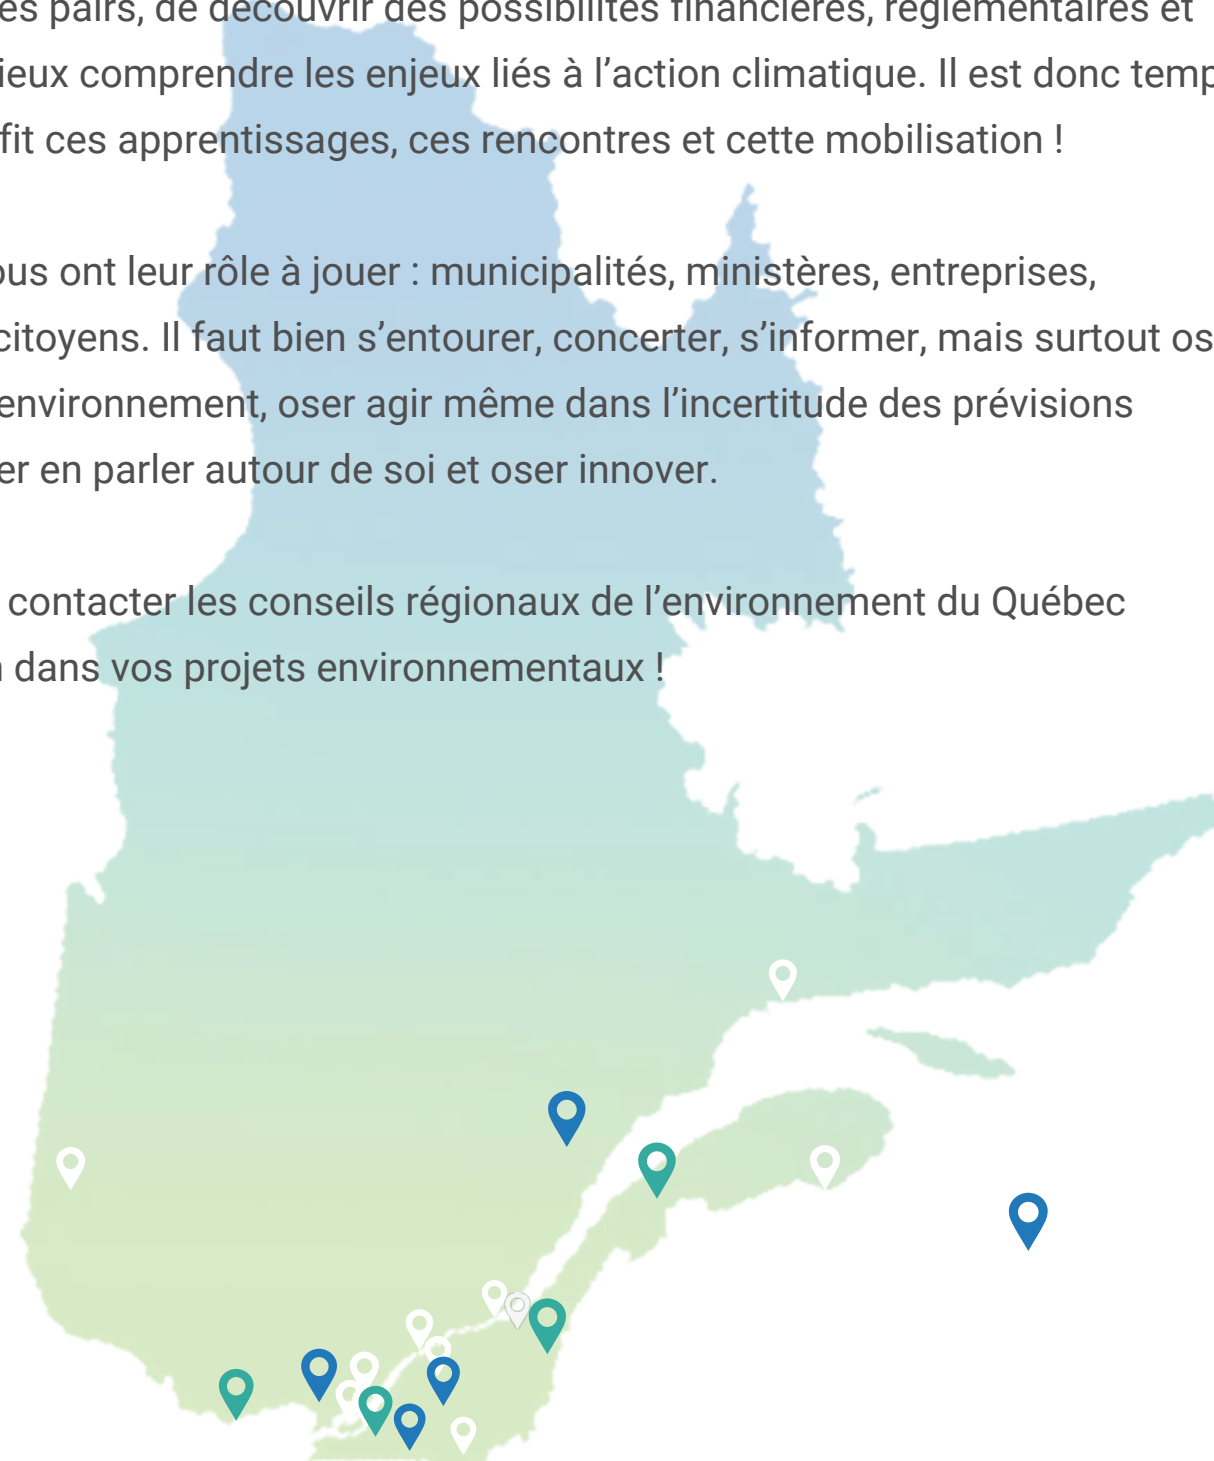 es pairs, de découvrir des possibilités financières, réglementaires et
ieux comprendre les enjeux liés à l’action climatique. Il est donc temp
fit ces apprentissages, ces rencontres et cette mobilisation !
ous ont leur rôle à jouer : municipalités, ministères, entreprises,
citoyens. Il faut bien s’entourer, concerter, s’informer, mais surtout os
environnement, oser agir même dans l’incertitude des prévisions
er en parler autour de soi et oser innover.
contacter les conseils régionaux de l’environnement du Québec
dans vos projets environnementaux !